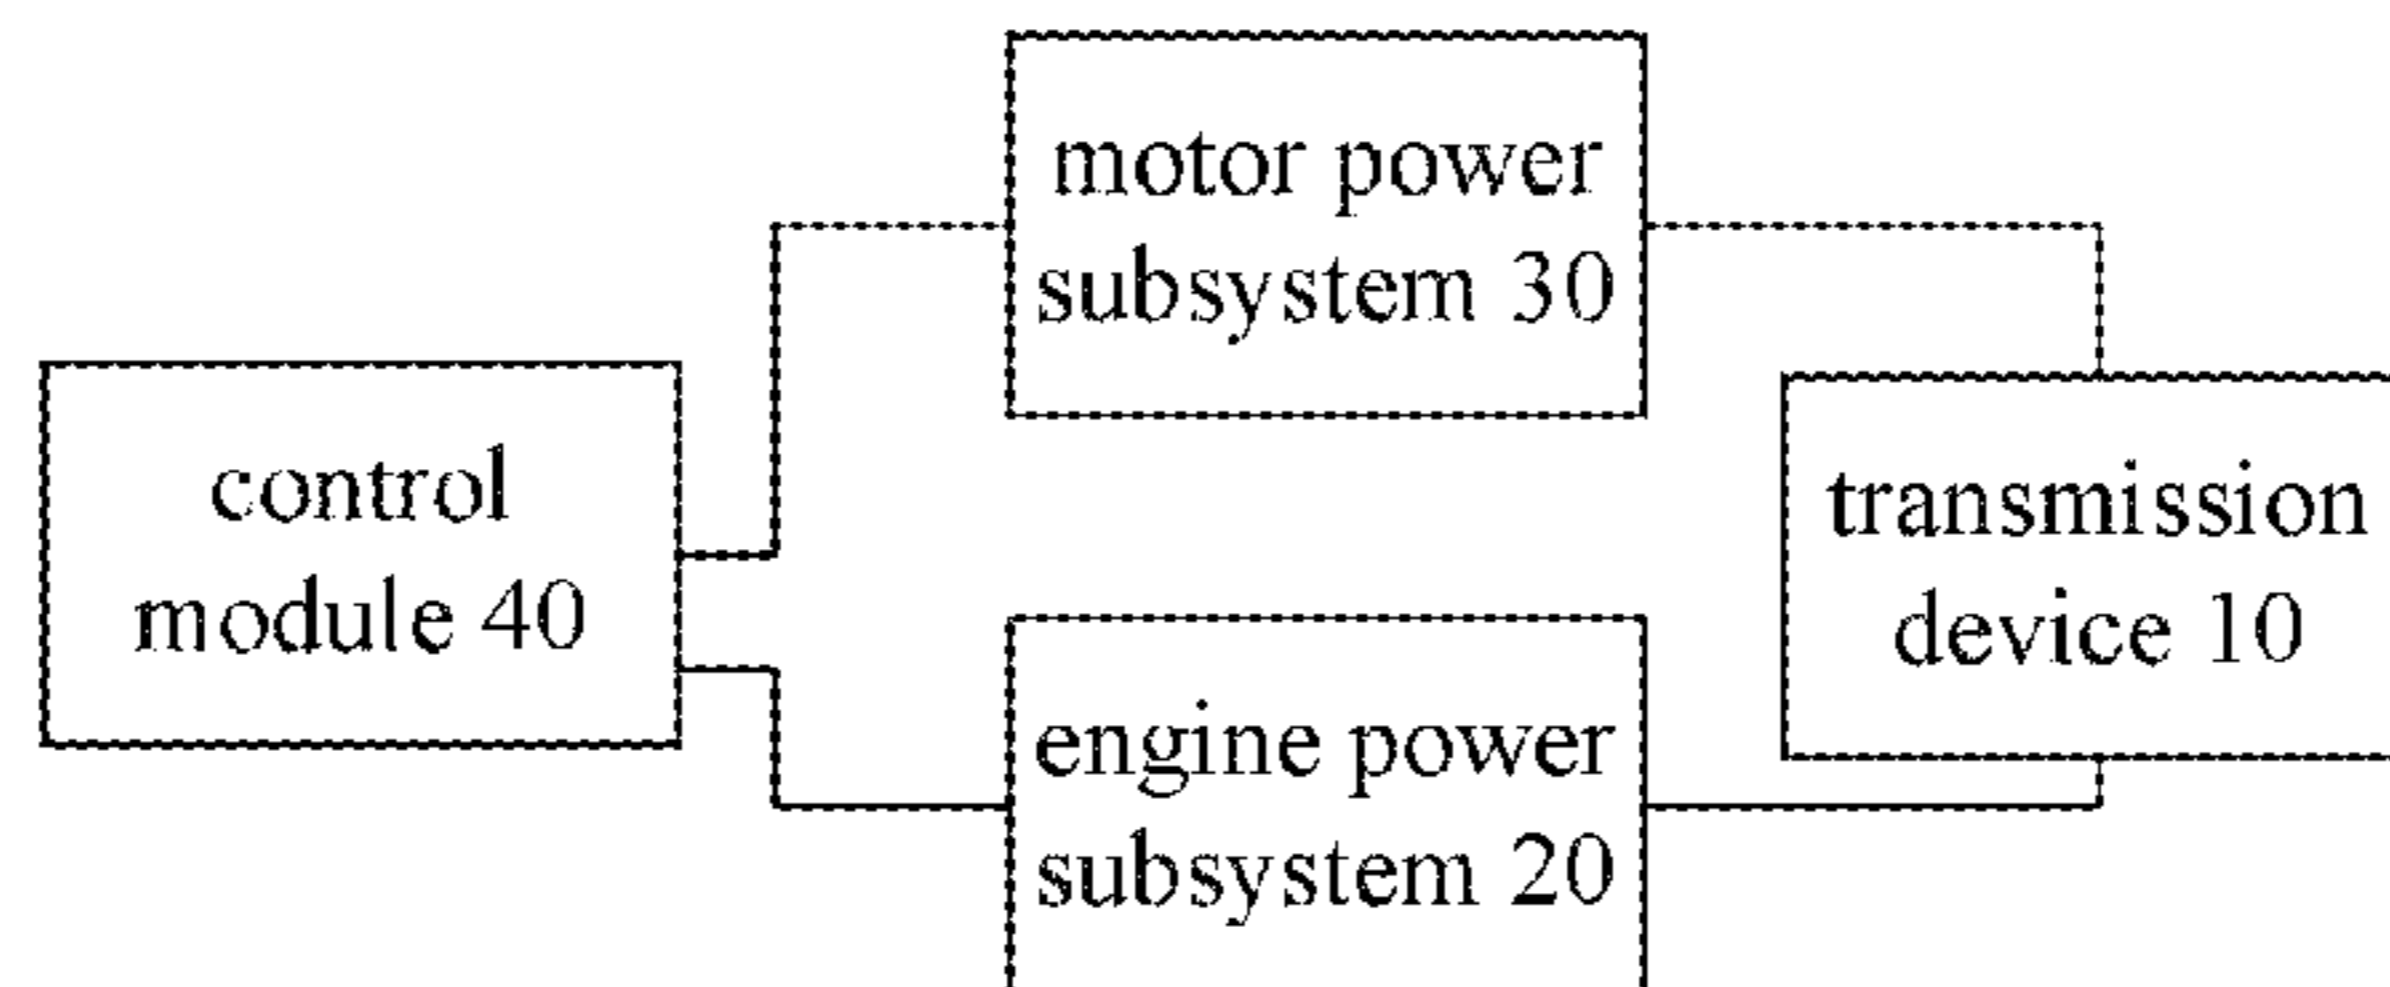 motor power
subsystem 30
control
module 40
transmission
device 10
engine power
subsystem 20